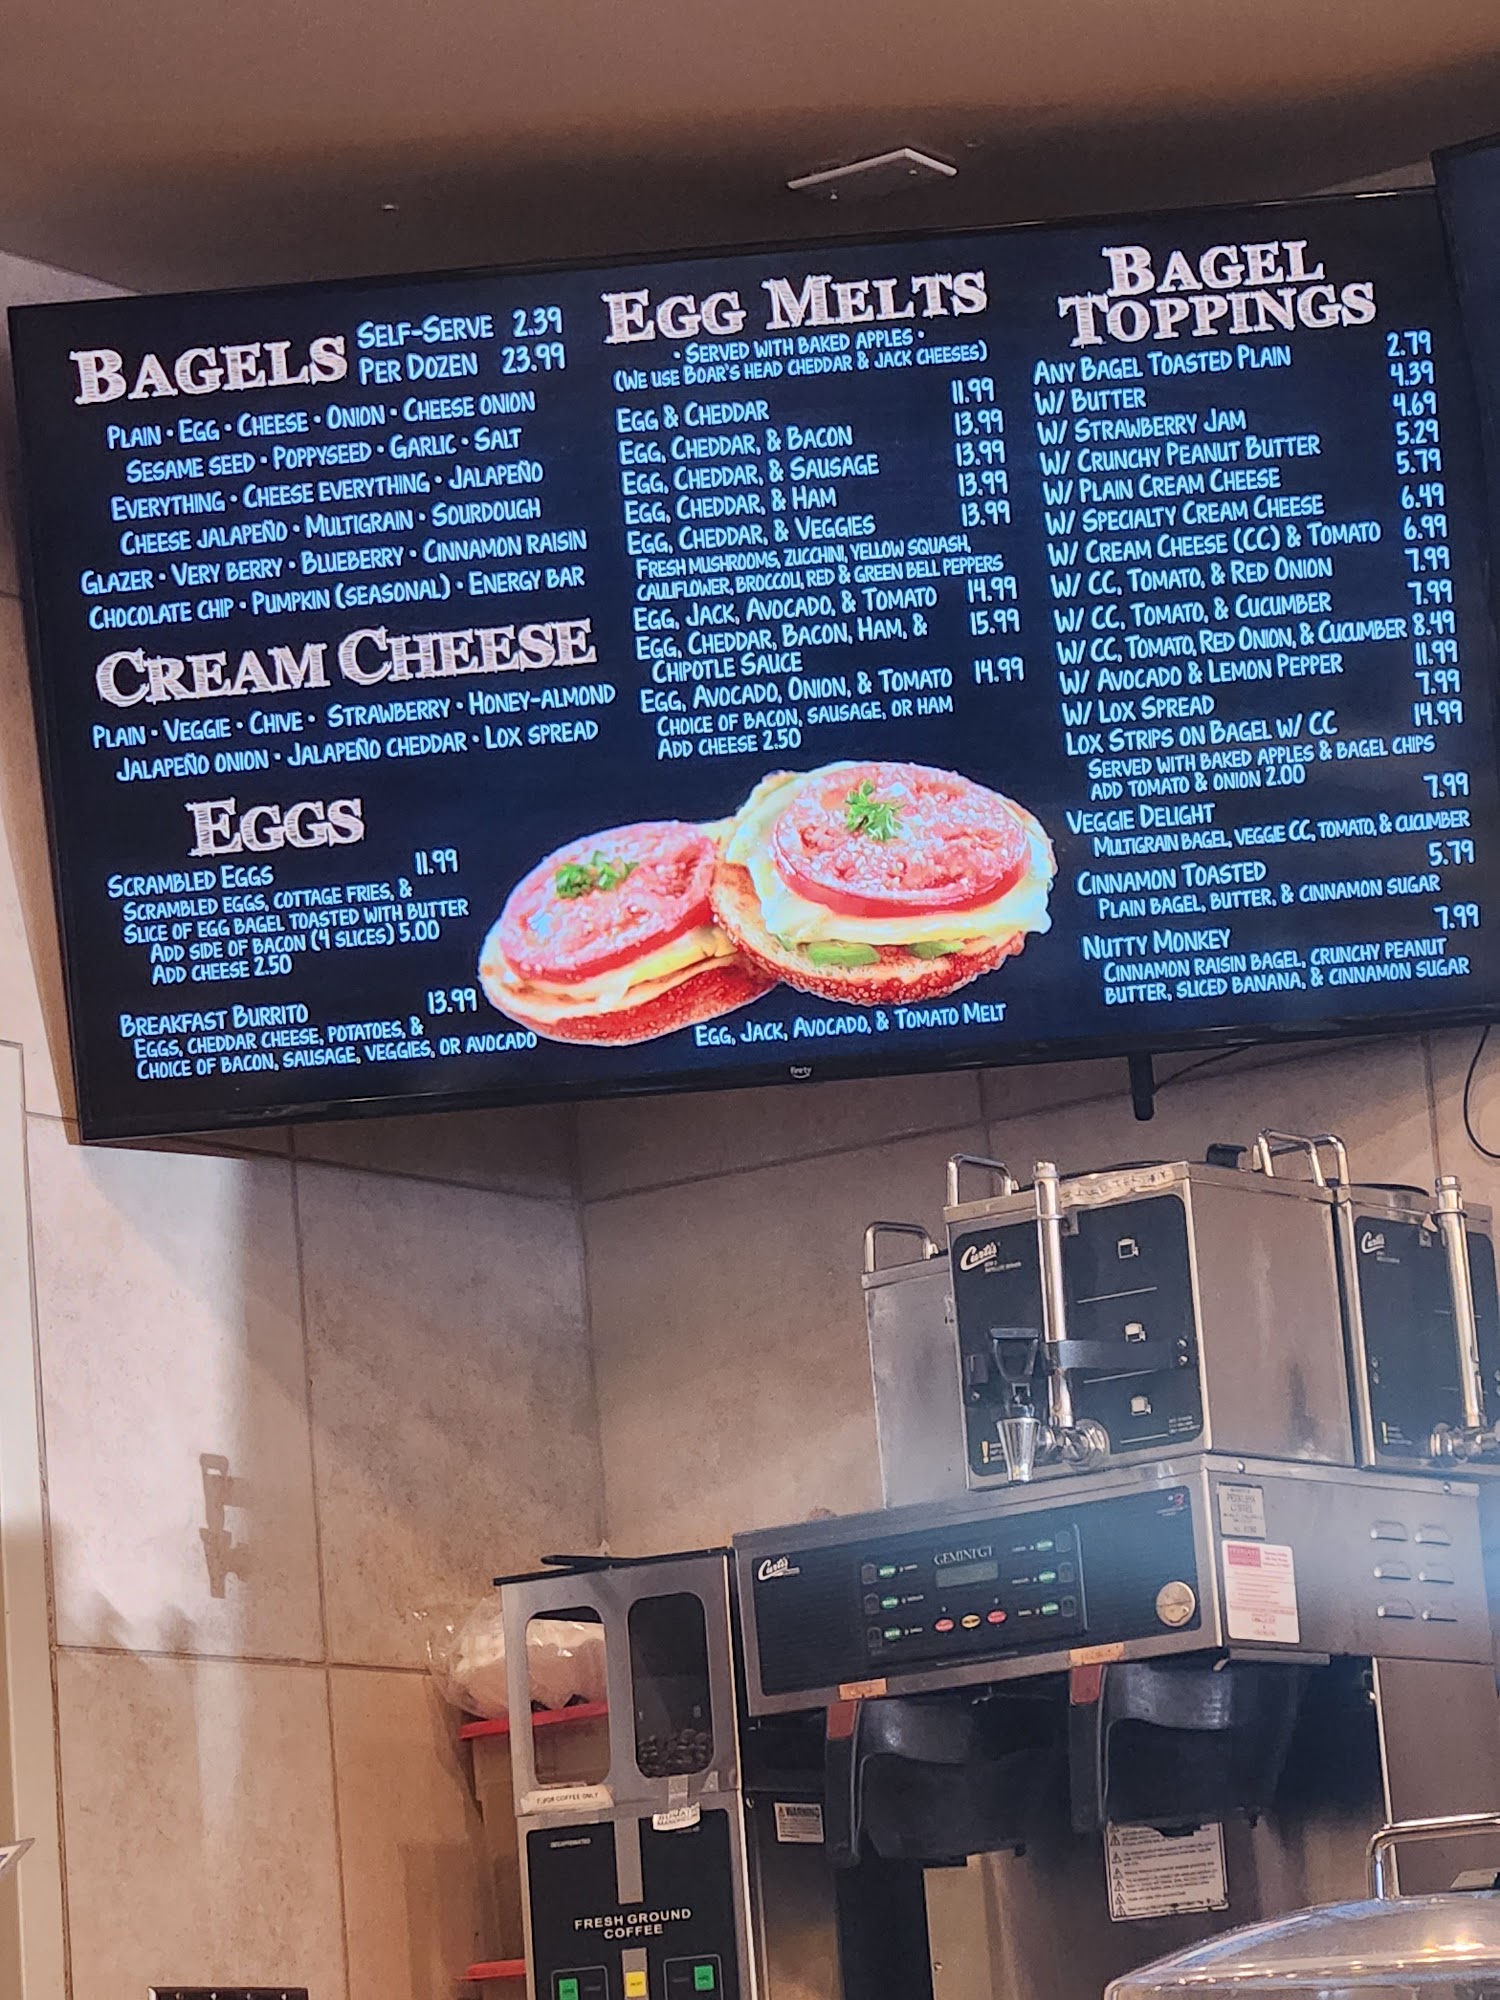 BAGELS
SELF-SERVE 2.39
PER DOZEN 23.99
PLAIN • EGG • CHEESE • ONION • CHEESE ONION
SESAME SEED • POPPYSEED • GARLIC • SALT
EVERYTHING • CHEESE EVERYTHING • JALAPEÑO
CHEESE JALAPEÑO • MULTIGRAIN • SOURDOUGH
GLAZER • VERY BERRY • BLUEBERRY • CINNAMON RAISIN
CHOCOLATE CHIP • PUMPKIN (SEASONAL) • ENERGY BAR
CREAM CHEESE
PLAIN • VEGGIE • CHIVE • STRAWBERRY • HONEY-ALMOND
JALAPEÑO ONION • JALAPEÑO CHEDDAR • LOX SPREAD
EGGS
SCRAMBLED EGGS 11.99
SCRAMBLED EGGS, COTTAGE FRIES, &
SLICE OF EGG BAGEL TOASTED WITH BUTTER
ADD SIDE OF BACON (4 SLICES) 5.00
ADD CHEESE 2.50
BREAKFAST BURRITO 13.99
EGGS, CHEDDAR CHEESE, POTATOES, &
CHOICE OF BACON, SAUSAGE, VEGGIES, OR AVOCADO
EGG MELTS
• SERVED WITH BAKED APPLES •
(WE USE BOAR'S HEAD CHEDDAR & JACK CHEESES)
EGG & CHEDDAR 11.99
EGG, CHEDDAR, & BACON 13.99
EGG, CHEDDAR, & SAUSAGE 13.99
EGG, CHEDDAR, & HAM 13.99
EGG, CHEDDAR, & VEGGIES 13.99
FRESH MUSHROOMS, ZUCCHINI, YELLOW SQUASH,
CAULIFLOWER, BROCCOLI, RED & GREEN BELL PEPPERS
EGG, JACK, AVOCADO, & TOMATO 14.99
EGG, CHEDDAR, BACON, HAM, & 15.99
CHIPOTLE SAUCE
EGG, AVOCADO, ONION, & TOMATO 14.99
CHOICE OF BACON, SAUSAGE, OR HAM
ADD CHEESE 2.50
EGG, JACK, AVOCADO, & TOMATO MELT
BAGEL
TOPPINGS
ANY BAGEL TOASTED PLAIN 2.79
W/ BUTTER 4.39
W/ STRAWBERRY JAM 4.69
W/ CRUNCHY PEANUT BUTTER 5.29
W/ PLAIN CREAM CHEESE 5.79
W/ SPECIALTY CREAM CHEESE 6.49
W/ CREAM CHEESE (CC) & TOMATO 6.99
W/ CC, TOMATO, & RED ONION 7.99
W/ CC, TOMATO, & CUCUMBER 7.99
W/ CC, TOMATO, RED ONION, & CUCUMBER 8.49
W/ AVOCADO & LEMON PEPPER 11.99
W/ LOX SPREAD 7.99
LOX STRIPS ON BAGEL W/ CC 14.99
SERVED WITH BAKED APPLES & BAGEL CHIPS
ADD TOMATO & ONION 2.00
VEGGIE DELIGHT 7.99
MULTIGRAIN BAGEL, VEGGIE CC, TOMATO, & CUCUMBER
CINNAMON TOASTED 5.79
PLAIN BAGEL, BUTTER, & CINNAMON SUGAR
NUTTY MONKEY 7.99
CINNAMON RAISIN BAGEL, CRUNCHY PEANUT
BUTTER, SLICED BANANA, & CINNAMON SUGAR
firetv
Curtis
Curtis
Curtis
GEMINI GT
WARNING
DECAFFEINATED
FRESH GROUND
COFFEE